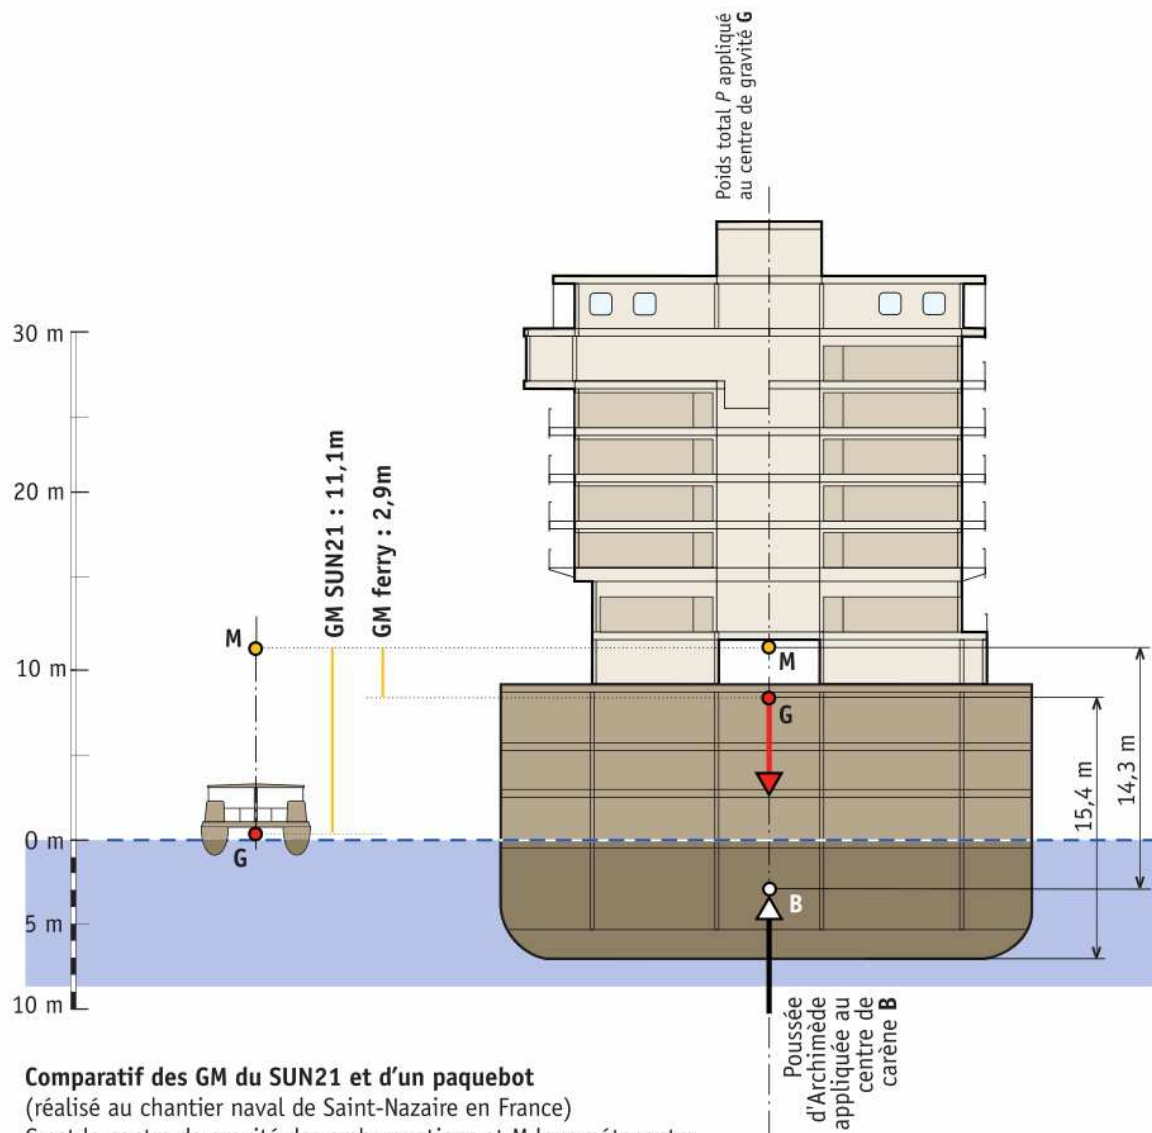 Poids total P appliqué
au centre de gravité G
30 m
20 m
10 m
0 m
5 m
10 m
GM SUN21 : 11,1m
GM ferry : 2,9m
M
G
M
G
B
15,4 m
14,3 m
Poussée
d'Archimède
appliquée au
centre de
carène B
Comparatif des GM du SUN21 et d'un paquebot
(réalisé au chantier naval de Saint-Nazaire en France)